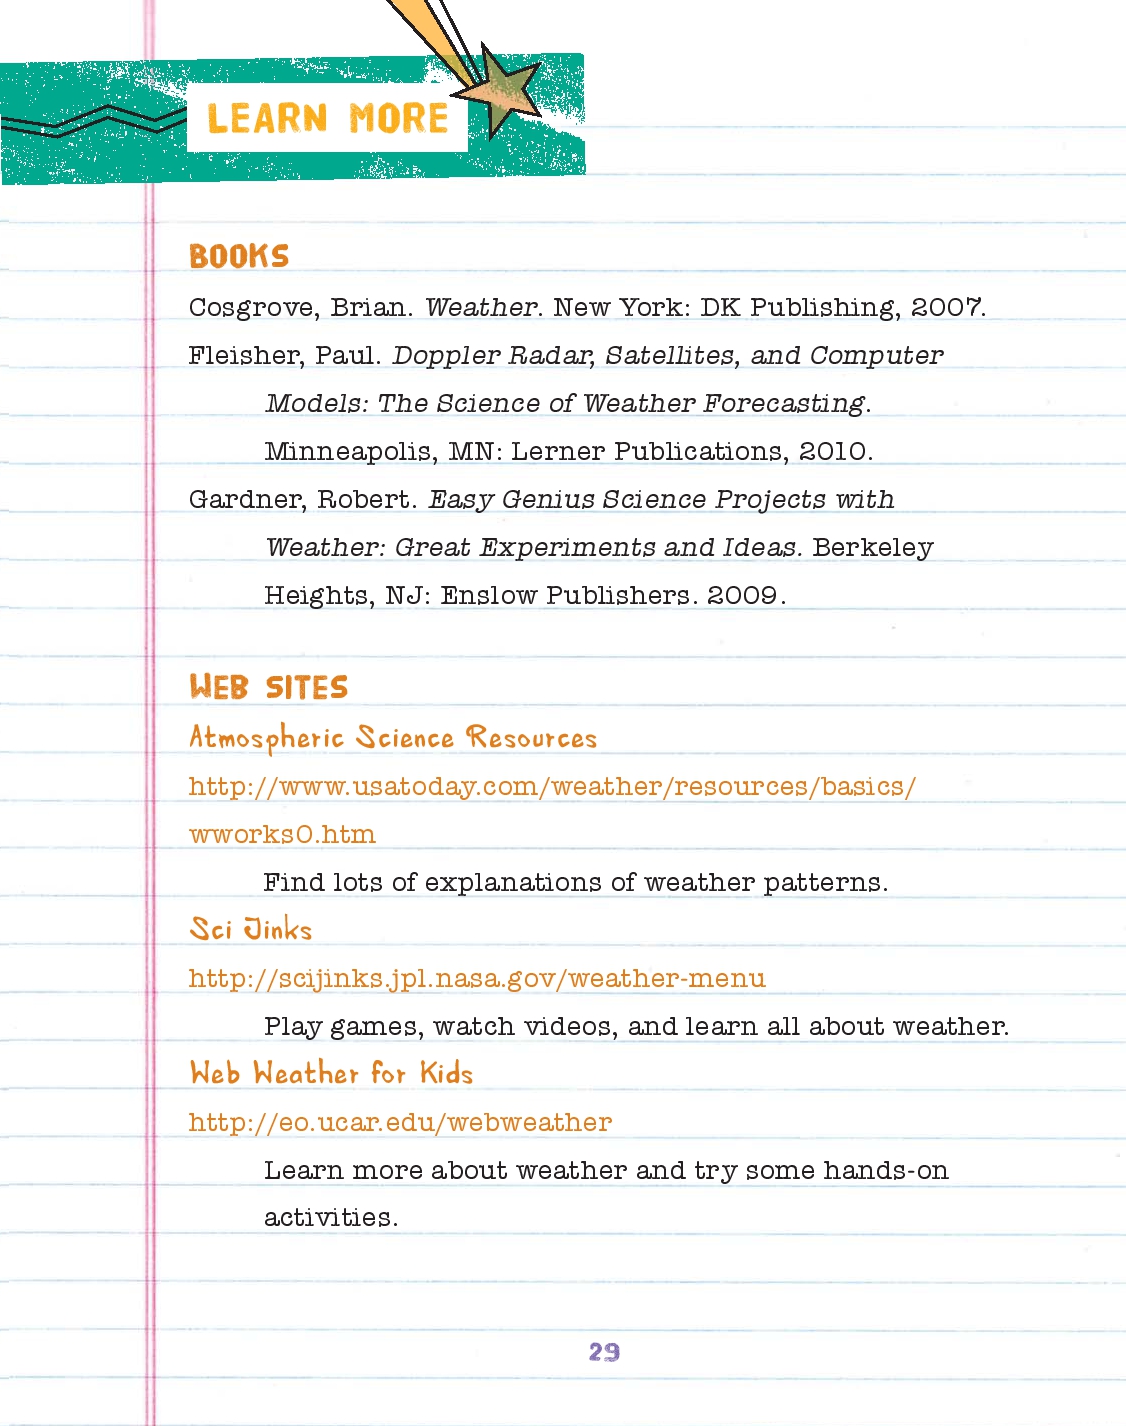 LEARN MORE
BOOKS
Cosgrove, Brian. Weather. New York: DK Publishing, 2007.
Fleisher, Paul. Doppler Radar, Satellites, and Computer
Models: The Science of Weather Forecasting.
Minneapolis, MN: Lerner Publications, 2010.
Gardner, Robert. Easy Genius Science Projects with
Weather: Great Experiments and Ideas. Berkeley
Heights, NJ: Enslow Publishers. 2009.
WEB SITES
Atmospheric Science Resources
http://www.usatoday.com/weather/resources/basics/
wworks0.htm
Find lots of explanations of weather patterns.
Sci Jinks
http://scijinks.jpl.nasa.gov/weather-menu
Play games, watch videos, and learn all about weather.
Web Weather for Kids
http://eo.ucar.edu/webweather
Learn more about weather and try some hands-on
activities.
29